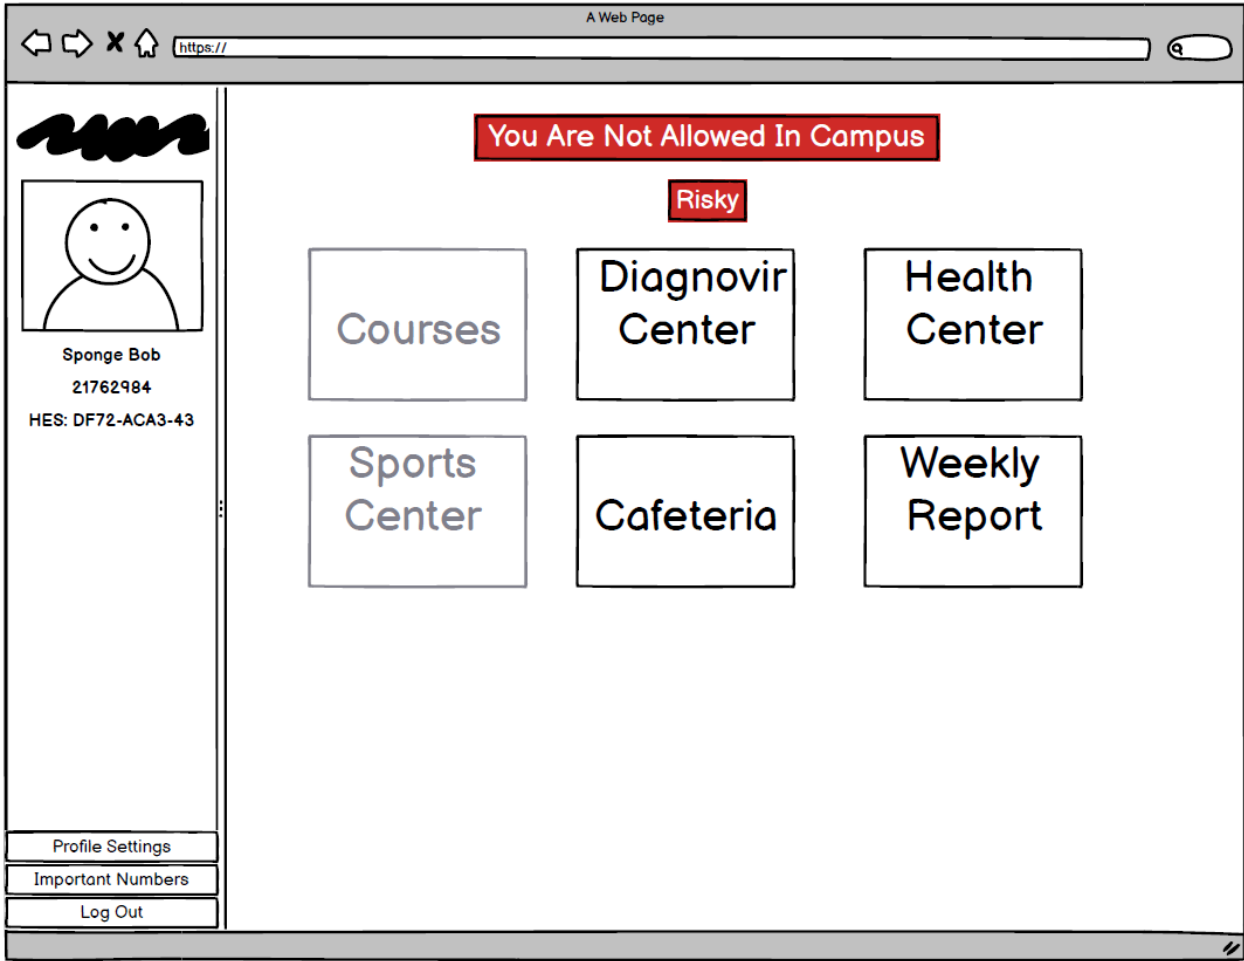 A Web Page
https://
You Are Not Allowed In Campus
Risky
Sponge Bob
21762984
HES: DF72-ACA3-43
Courses
Diagnovir
Center
Health
Center
Sports
Center
Cafeteria
Weekly
Report
Profile Settings
Important Numbers
Log Out